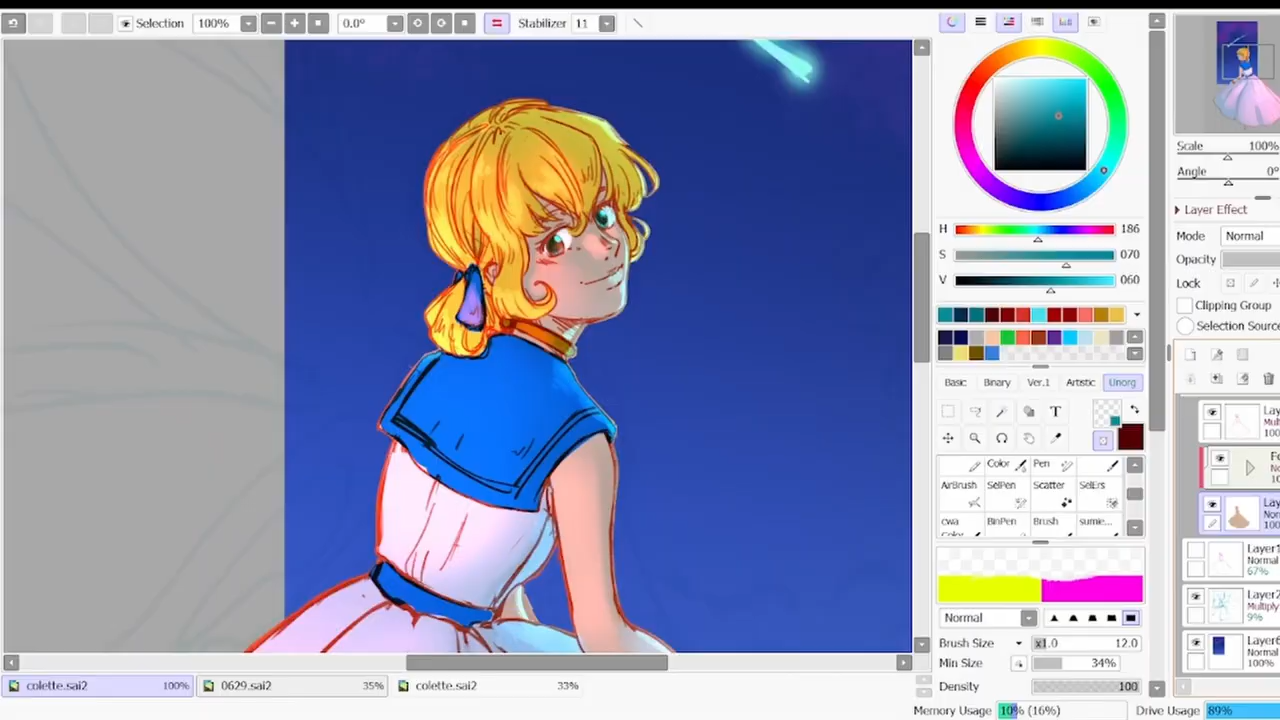 Selection 100% 0.0° Stabilizer 11
Scale 100%
Angle 0°
Layer Effect
Mode Normal
Opacity
Lock
Clipping Group
Selection Source
H 186
S 070
V 060
Basic Binary Ver.1 Artistic Unorg
T
Color Pen
AirBrush SelPen Scatter SelErs
cwa BinPen Brush sumie...
Color
Normal
Brush Size x1.0 12.0
Min Size 34%
Density 100
Lay
Mult
100
Fe
No
10
Lay
Nor
100
Layer1
Normal
67%
Layer2
Multiply
9%
Layer6
Normal
100%
colette.sai2 100% 0629.sai2 35% colette.sai2 33%
Memory Usage 10% (16%) Drive Usage 89%